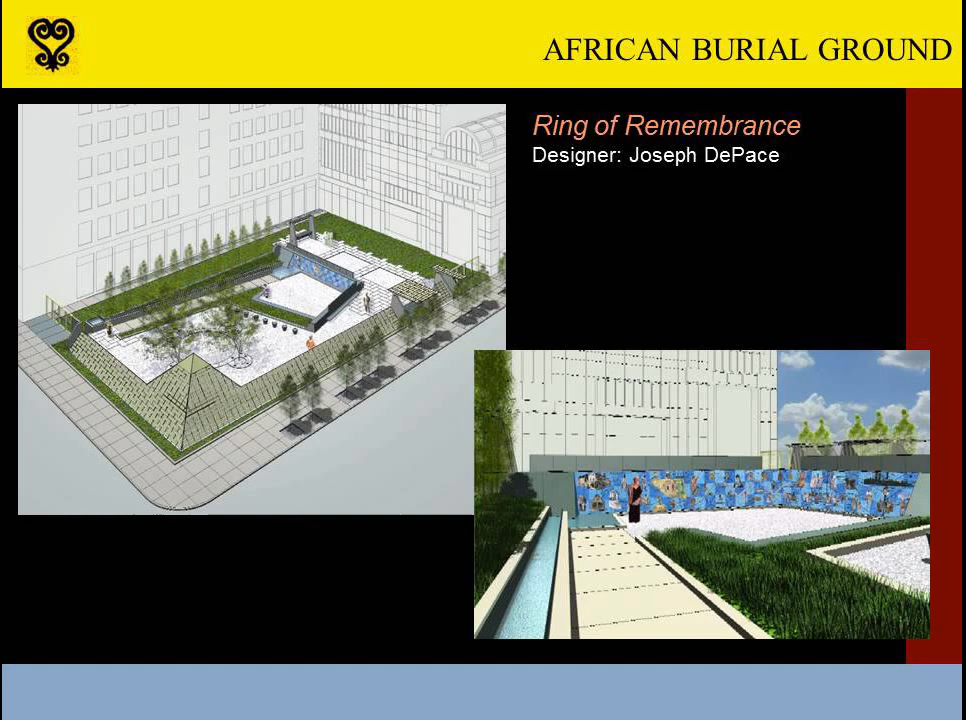 AFRICAN BURIAL GROUND
Ring of Remembrance
Designer: Joseph DePace